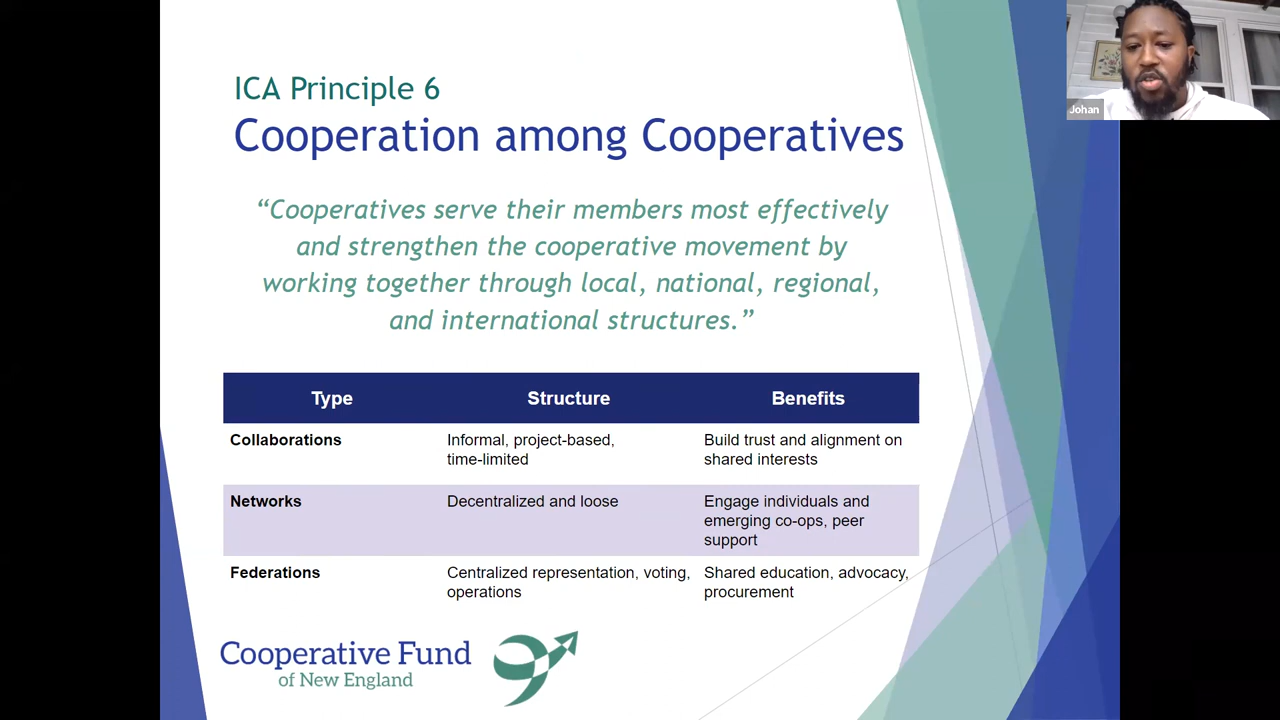 ICA Principle 6
Cooperation among Cooperatives
“Cooperatives serve their members most effectively
and strengthen the cooperative movement by
working together through local, national, regional,
and international structures.”
Type Structure Benefits
Collaborations
Informal, project-based,
time-limited
Build trust and alignment on
shared interests
Networks
Decentralized and loose
Engage individuals and
emerging co-ops, peer
support
Federations
Centralized representation, voting,
operations
Shared education, advocacy,
procurement
Cooperative Fund
of New England
Johan